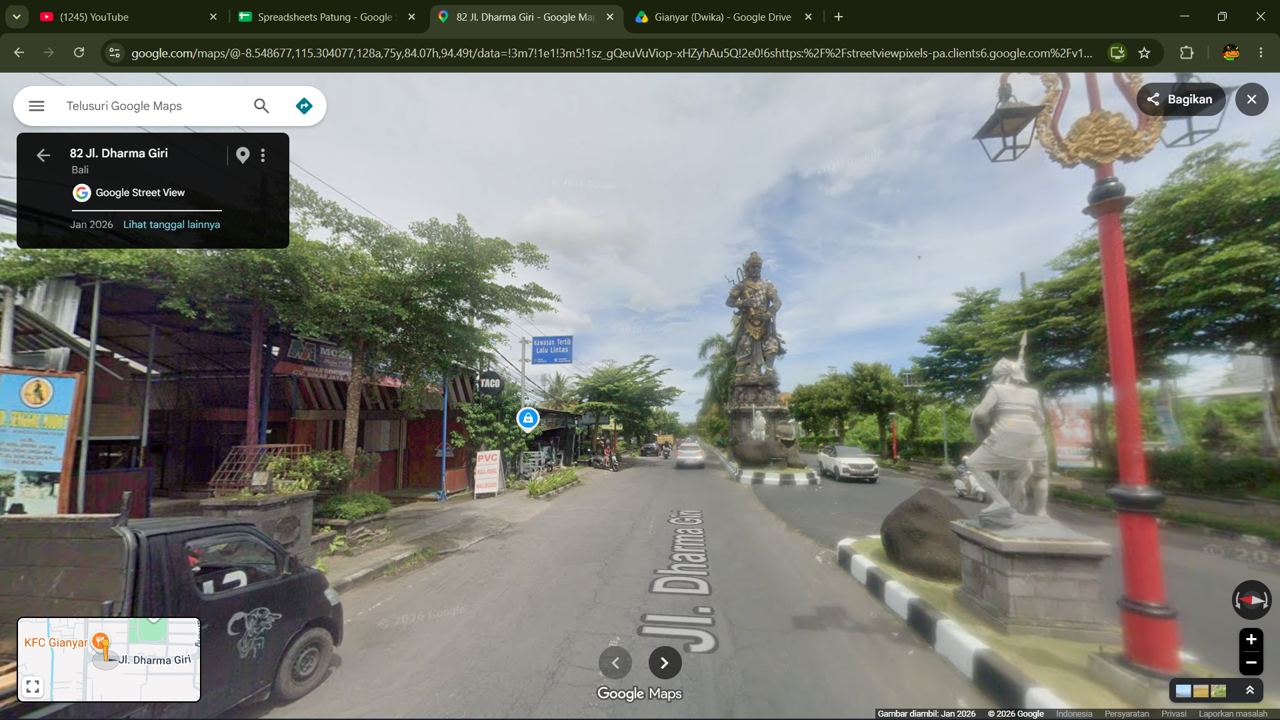 (1245) YouTube
Spreadsheets Patung - Google S
82 Jl. Dharma Giri - Google Ma
Gianyar (Dwika) - Google Drive
google.com/maps/@-8.548677,115.304077,128a,75y,84.07h,94.49t/data=!3m7!1e1!3m5!1sz_gQeuVuViop-xHZyhAu5Q!2e0!6shttps:%2F%2Fstreetviewpixels-pa.clients6.google.com%2Fv1...
Telusuri Google Maps
Bagikan
82 Jl. Dharma Giri
Bali
Google Street View
Jan 2026 Lihat tanggal lainnya
Kawasan Tertib
Lalu Lintas
TACO
PVC
Jl. Dharma Giri
© 2026 Google
KFC Gianyar
Jl. Dharma Giri
Google Maps
Gambar diambil: Jan 2026 © 2026 Google Indonesia Persyaratan Privasi Laporkan masalah